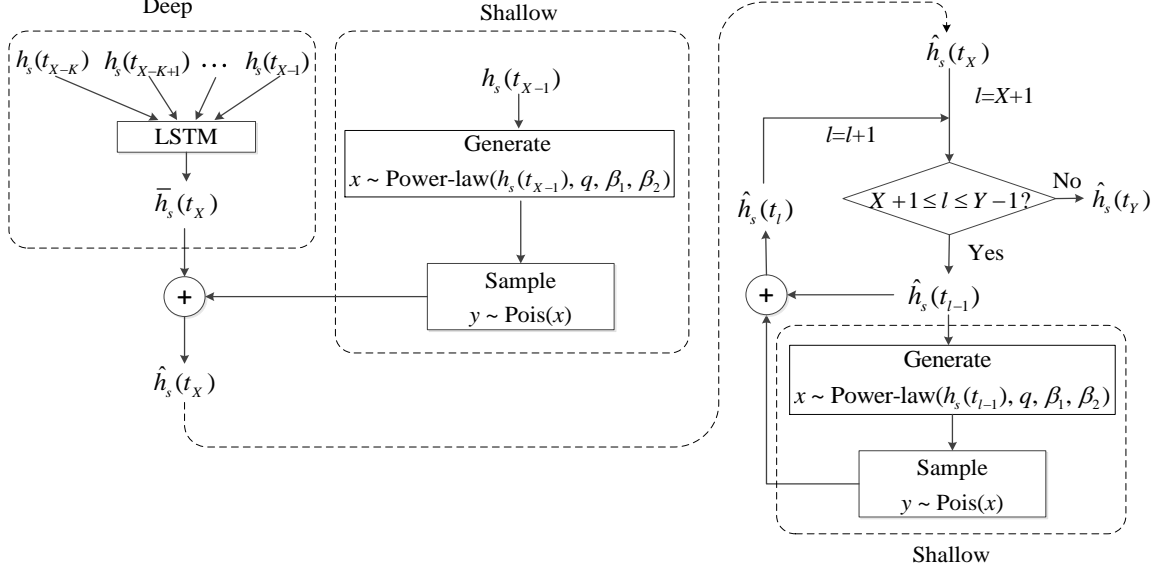 Deep
h_s(t_{X-K}) h_s(t_{X-K+1}) … h_s(t_{X-1})
LSTM
h̄_s(t_X)
+
ĥ_s(t_X)
Shallow
h_s(t_{X-1})
Generate
x ~ Power-law(h_s(t_{X-1}), q, β_1, β_2)
Sample
y ~ Pois(x)
ĥ_s(t_X)
l=X+1
l=l+1
X+1≤l≤Y-1?
No
ĥ_s(t_Y)
Yes
ĥ_s(t_l)
+
ĥ_s(t_{l-1})
Generate
x ~ Power-law(h_s(t_{l-1}), q, β_1, β_2)
Sample
y ~ Pois(x)
Shallow